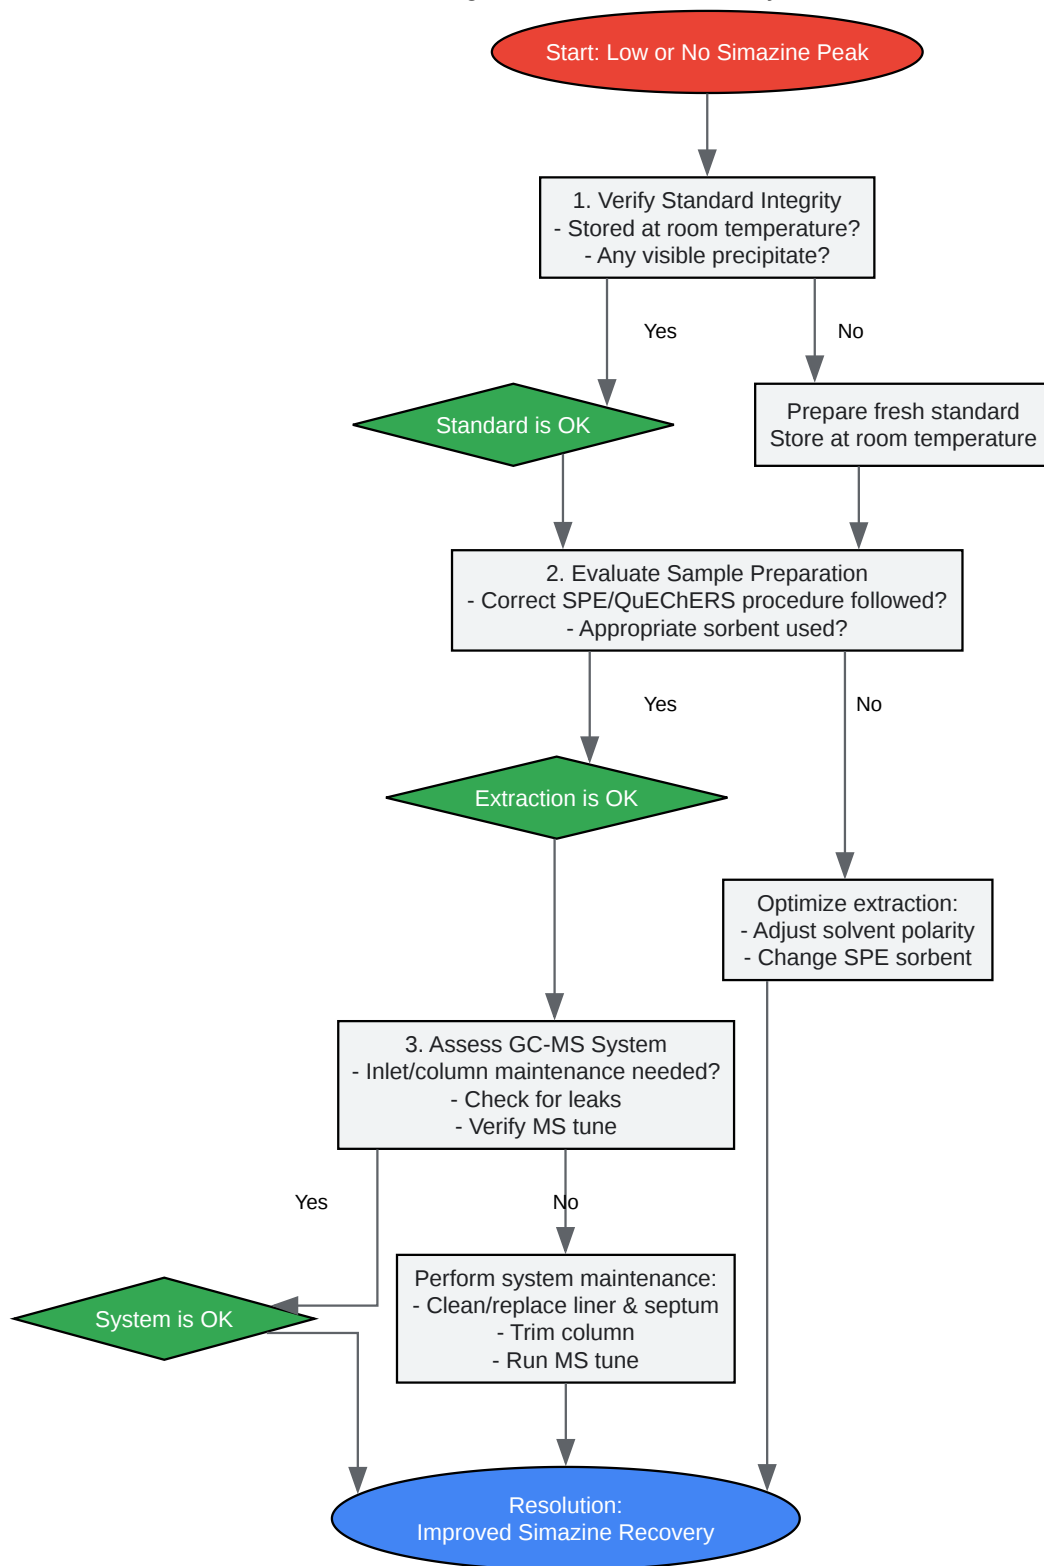 Start: Low or No Simazine Peak
1. Verify Standard Integrity
- Stored at room temperature?
- Any visible precipitate?
Yes
No
Standard is OK
Prepare fresh standard
Store at room temperature
2. Evaluate Sample Preparation
- Correct SPE/QuEChERS procedure followed?
- Appropriate sorbent used?
Yes
No
Extraction is OK
Optimize extraction:
- Adjust solvent polarity
- Change SPE sorbent
3. Assess GC-MS System
- Inlet/column maintenance needed?
- Check for leaks
- Verify MS tune
Yes
No
System is OK
Perform system maintenance:
- Clean/replace liner & septum
- Trim column
- Run MS tune
Resolution:
Improved Simazine Recovery